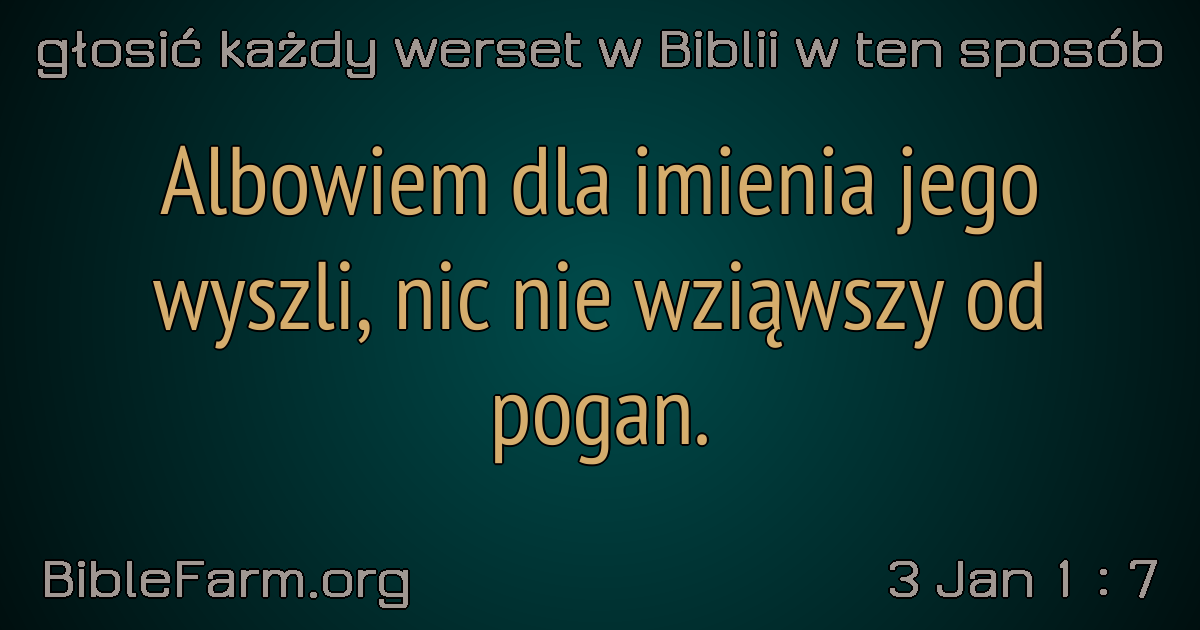 głosić każdy werset w Biblii w ten sposób
Albowiem dla imienia jego
wyszli, nic nie wziąwszy od
pogan.
BibleFarm.org
3 Jan 1 : 7